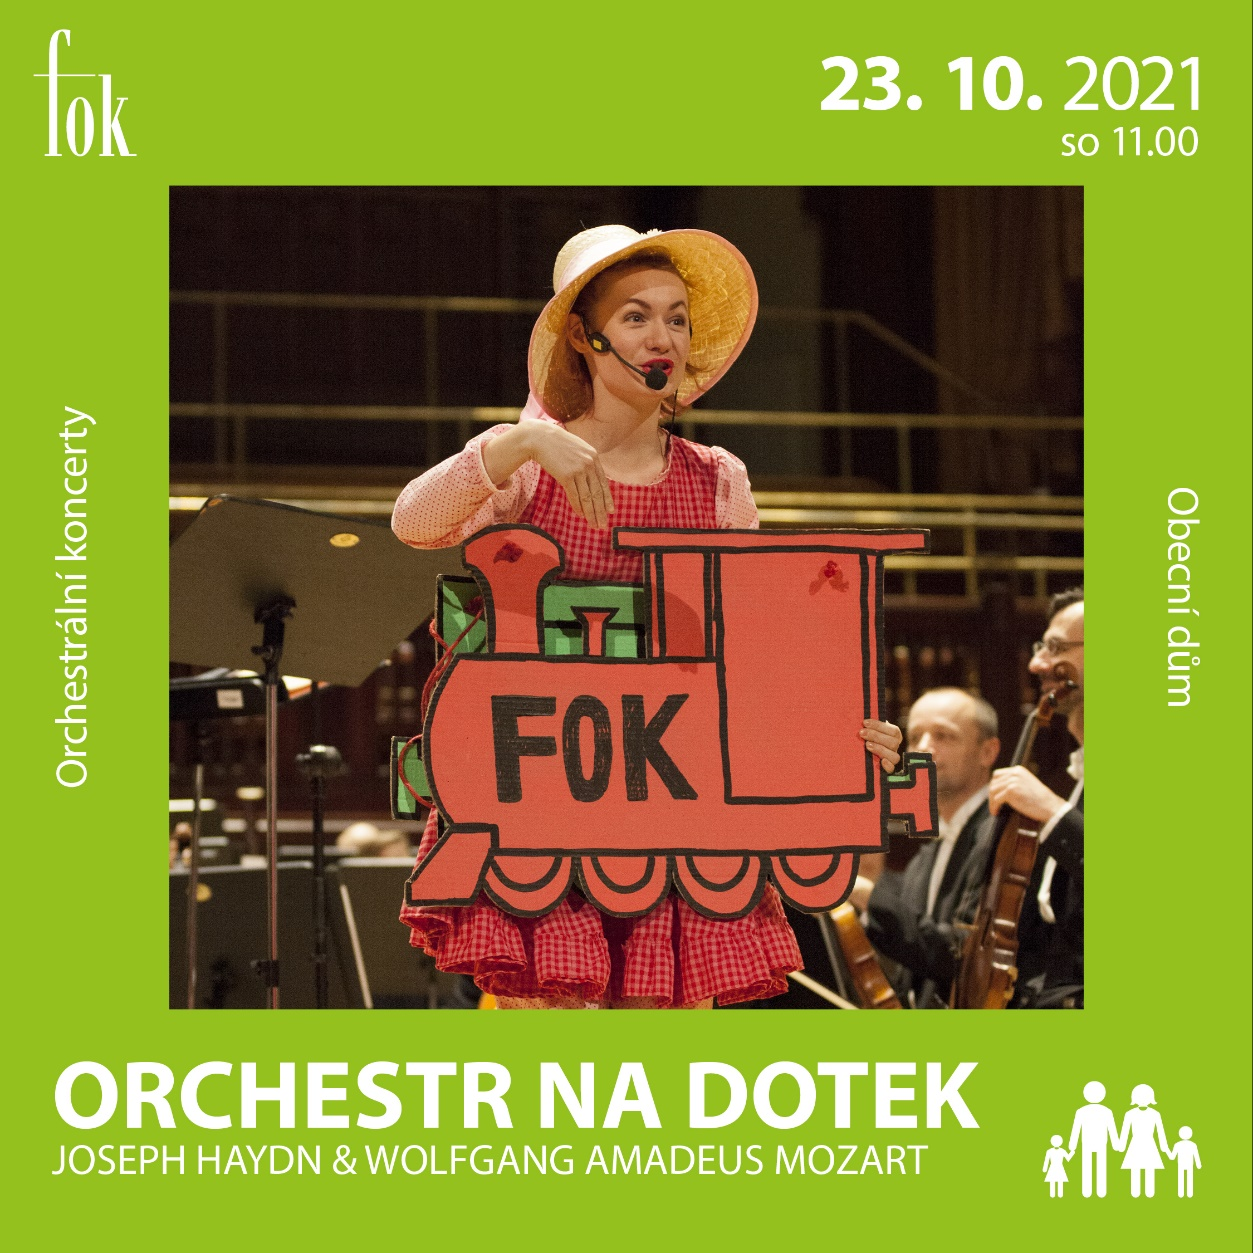 fok
23. 10. 2021
so 11.00
Orchestrální koncerty
Obecní dům
FOK
ORCHESTR NA DOTEK
JOSEPH HAYDN & WOLFGANG AMADEUS MOZART